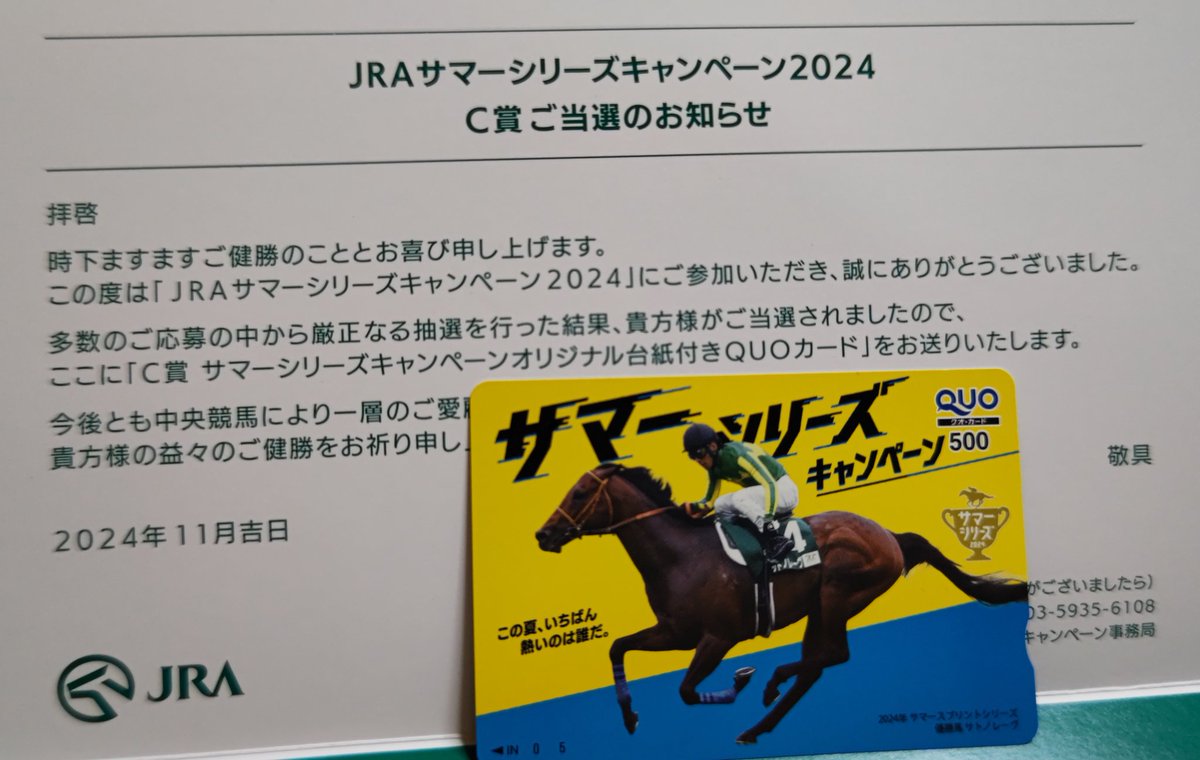 JRAサマーシリーズキャンペーン2024
C賞 ご当選のお知らせ
拝啓
時下ますますご健勝のこととお喜び申し上げます。
この度は「JRAサマーシリーズキャンペーン2024」にご参加いただき、誠にありがとうございました。
多数のご応募の中から厳正なる抽選を行った結果、貴方様がご当選されましたので、
ここに「C賞 サマーシリーズキャンペーンオリジナル台紙付きQUOカード」をお送りいたします。
今後とも中央競馬により一層のご愛
貴方様の益々のご健勝をお祈り申し
敬具
2024年 11月吉日
がございましたら)
03-5935-6108
キャンペーン事務局
JRA
サマーシリーズ
キャンペーン
QUO
クオ・カード
500
サマー
シリーズ
2024
4
サトノレーヴ
この夏、いちばん
熱いのは誰だ。
2024年 サマースプリントシリーズ
優勝馬 サトノレーヴ
◀IN 0 5